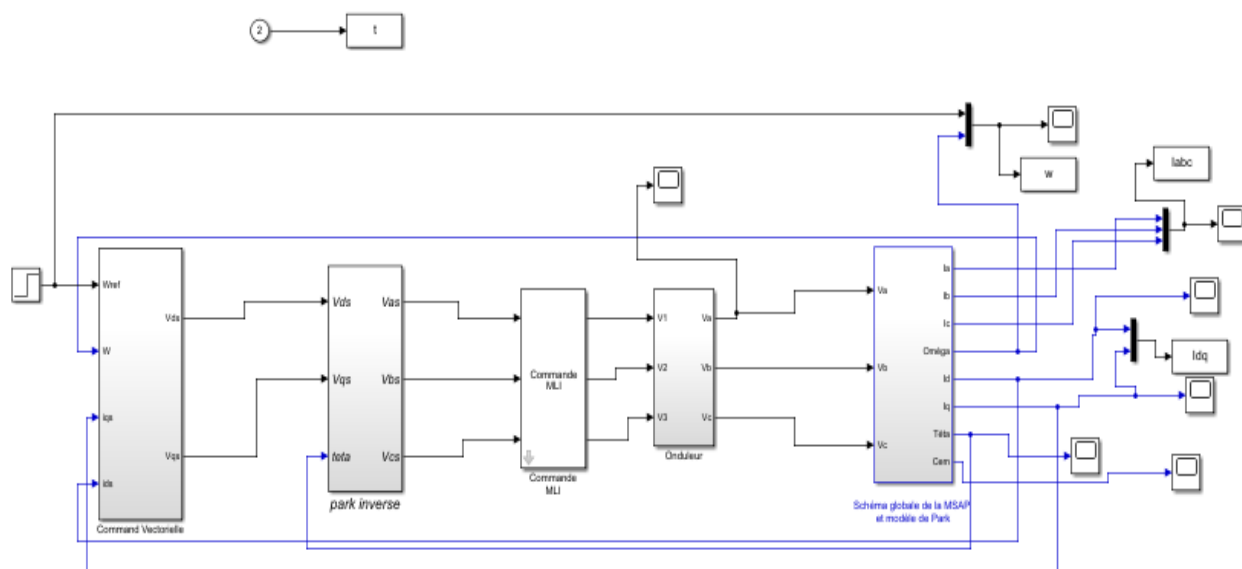 2
t
w
Iabc
Wref
W
Iqs
ids
Vds
Vqs
Command Vectorielle
Vds
Vqs
teta
Vas
Vbs
Vcs
park inverse
Commande
MLI
Commande
MLI
V1
V2
V3
Va
Vb
Vc
Onduleur
Va
Vb
Vc
Ia
Ib
Ic
Oméga
Id
Iq
Téta
Cem
Schéma globale de la MSAP
et modèle de Park
Idq